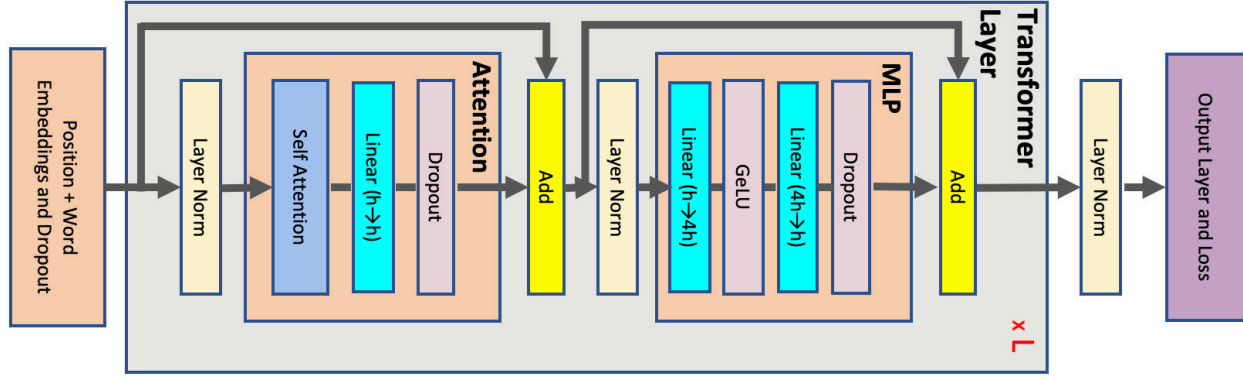 Position + Word
Embeddings and Dropout
Layer Norm
Self Attention
Linear (h→h)
Dropout
Attention
Add
Layer Norm
Linear (h→4h)
GeLU
Linear (4h→h)
Dropout
MLP
Add
Transformer
Layer
x L
Layer Norm
Output Layer and Loss